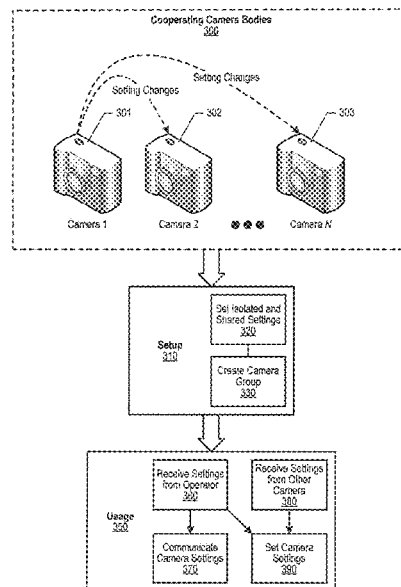 Cooperating Camera Bodies
300
Setting Changes
Setting Changes
301
302
303
Camera 1
Camera 2
Camera N
Set Isolated and
Shared Settings
320
Setup
310
Create Camera
Group
330
Receive Settings
from Operator
360
Receive Settings
from Other
Camera
380
Usage
350
Communicate
Camera Settings
370
Set Camera
Settings
390